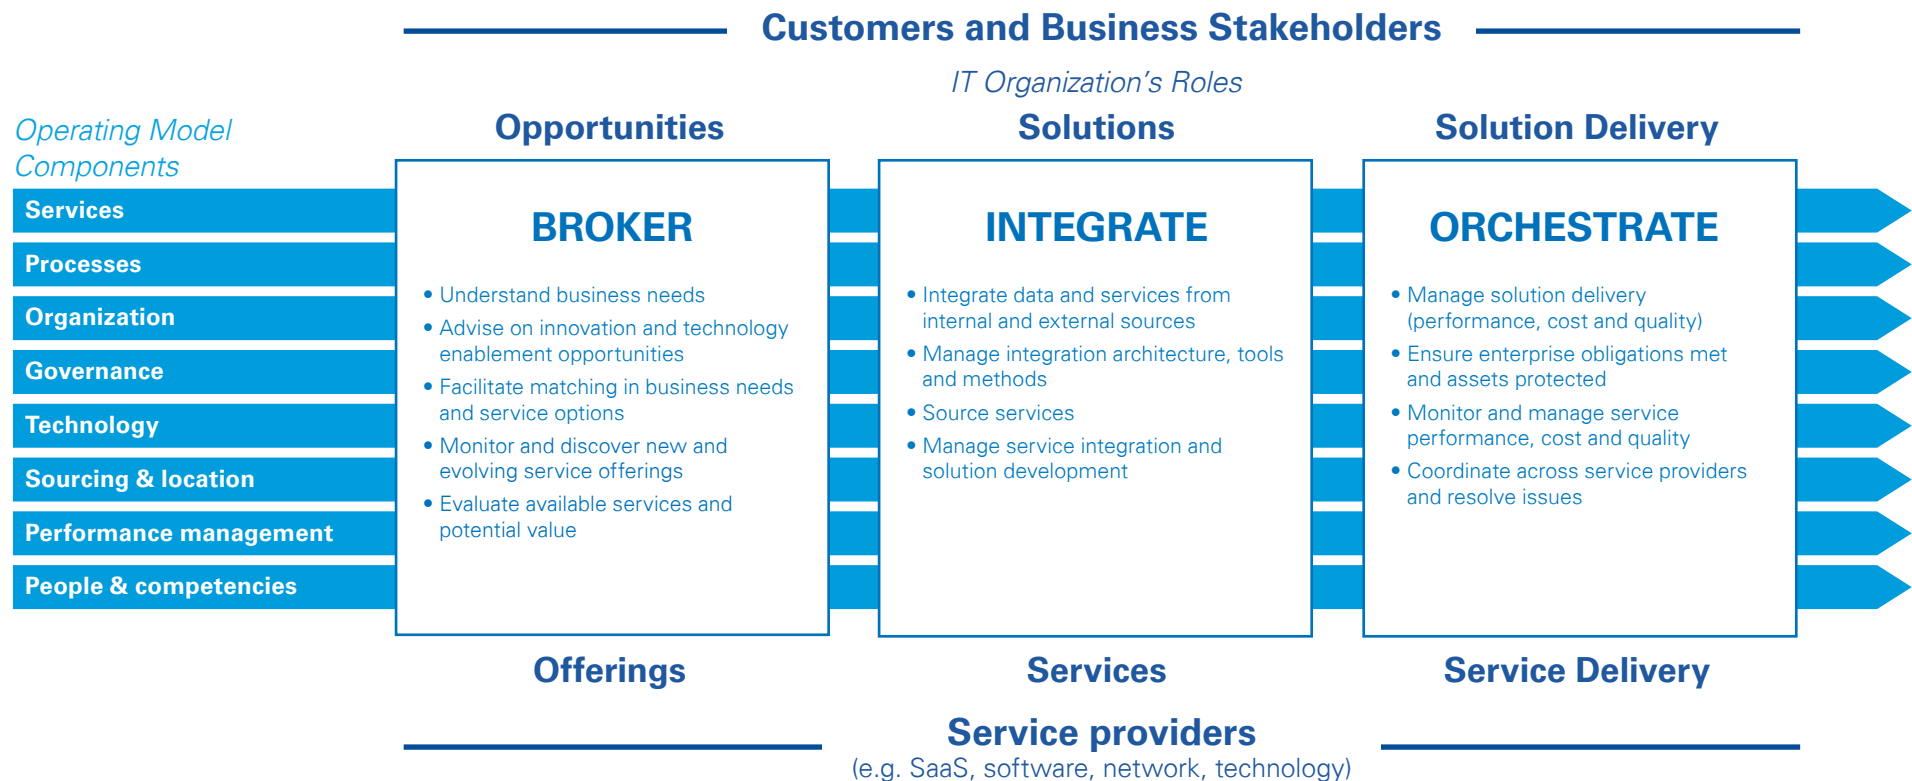 Customers and Business Stakeholders
IT Organization's Roles
Operating Model
Components
Opportunities
Solutions
Solution Delivery
Services
Processes
Organization
Governance
Technology
Sourcing & location
Performance management
People & competencies
BROKER
• Understand business needs
• Advise on innovation and technology
enablement opportunities
• Facilitate matching in business needs
and service options
• Monitor and discover new and
evolving service offerings
• Evaluate available services and
potential value
INTEGRATE
• Integrate data and services from
internal and external sources
• Manage integration architecture, tools
and methods
• Source services
• Manage service integration and
solution development
ORCHESTRATE
• Manage solution delivery
(performance, cost and quality)
• Ensure enterprise obligations met
and assets protected
• Monitor and manage service
performance, cost and quality
• Coordinate across service providers
and resolve issues
Offerings
Services
Service Delivery
Service providers
(e.g. SaaS, software, network, technology)